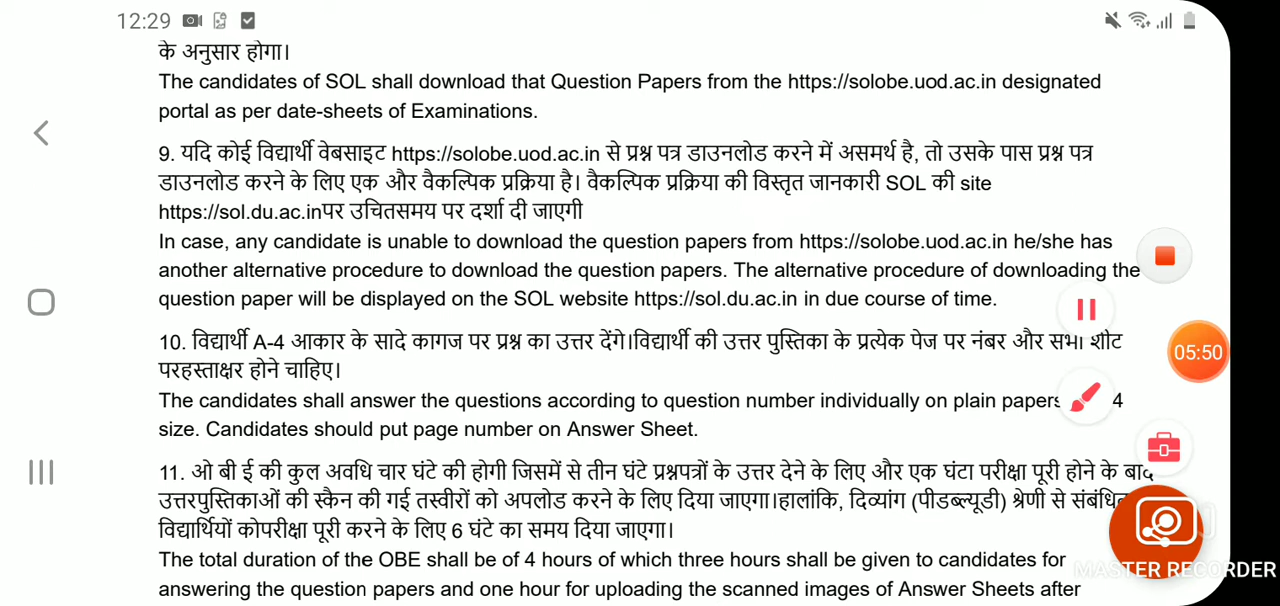 12:29
के अनुसार होगा।
The candidates of SOL shall download that Question Papers from the https://solobe.uod.ac.in designated
portal as per date-sheets of Examinations.
9. यदि कोई विद्यार्थी वेबसाइट https://solobe.uod.ac.in से प्रश्न पत्र डाउनलोड करने में असमर्थ है, तो उसके पास प्रश्न पत्र
डाउनलोड करने के लिए एक और वैकल्पिक प्रक्रिया है। वैकल्पिक प्रक्रिया की विस्तृत जानकारी SOL की site
https://sol.du.ac.inपर उचितसमय पर दर्शा दी जाएगी
In case, any candidate is unable to download the question papers from https://solobe.uod.ac.in he/she has
another alternative procedure to download the question papers. The alternative procedure of downloading the
question paper will be displayed on the SOL website https://sol.du.ac.in in due course of time.
10. विद्यार्थी A-4 आकार के सादे कागज पर प्रश्न का उत्तर देंगे।विद्यार्थी की उत्तर पुस्तिका के प्रत्येक पेज पर नंबर और सभी शीट
परहस्ताक्षर होने चाहिए।
05:50
The candidates shall answer the questions according to question number individually on plain papers 4
size. Candidates should put page number on Answer Sheet.
11. ओ बी ई की कुल अवधि चार घंटे की होगी जिसमें से तीन घंटे प्रश्नपत्रों के उत्तर देने के लिए और एक घंटा परीक्षा पूरी होने के बाद
उत्तरपुस्तिकाओं की स्कैन की गई तस्वीरों को अपलोड करने के लिए दिया जाएगा।हालांकि, दिव्यांग (पीडब्ल्यूडी) श्रेणी से संबंधित
विद्यार्थियों कोपरीक्षा पूरी करने के लिए 6 घंटे का समय दिया जाएगा।
The total duration of the OBE shall be of 4 hours of which three hours shall be given to candidates for
answering the question papers and one hour for uploading the scanned images of Answer Sheets after
MASTER RECORDER